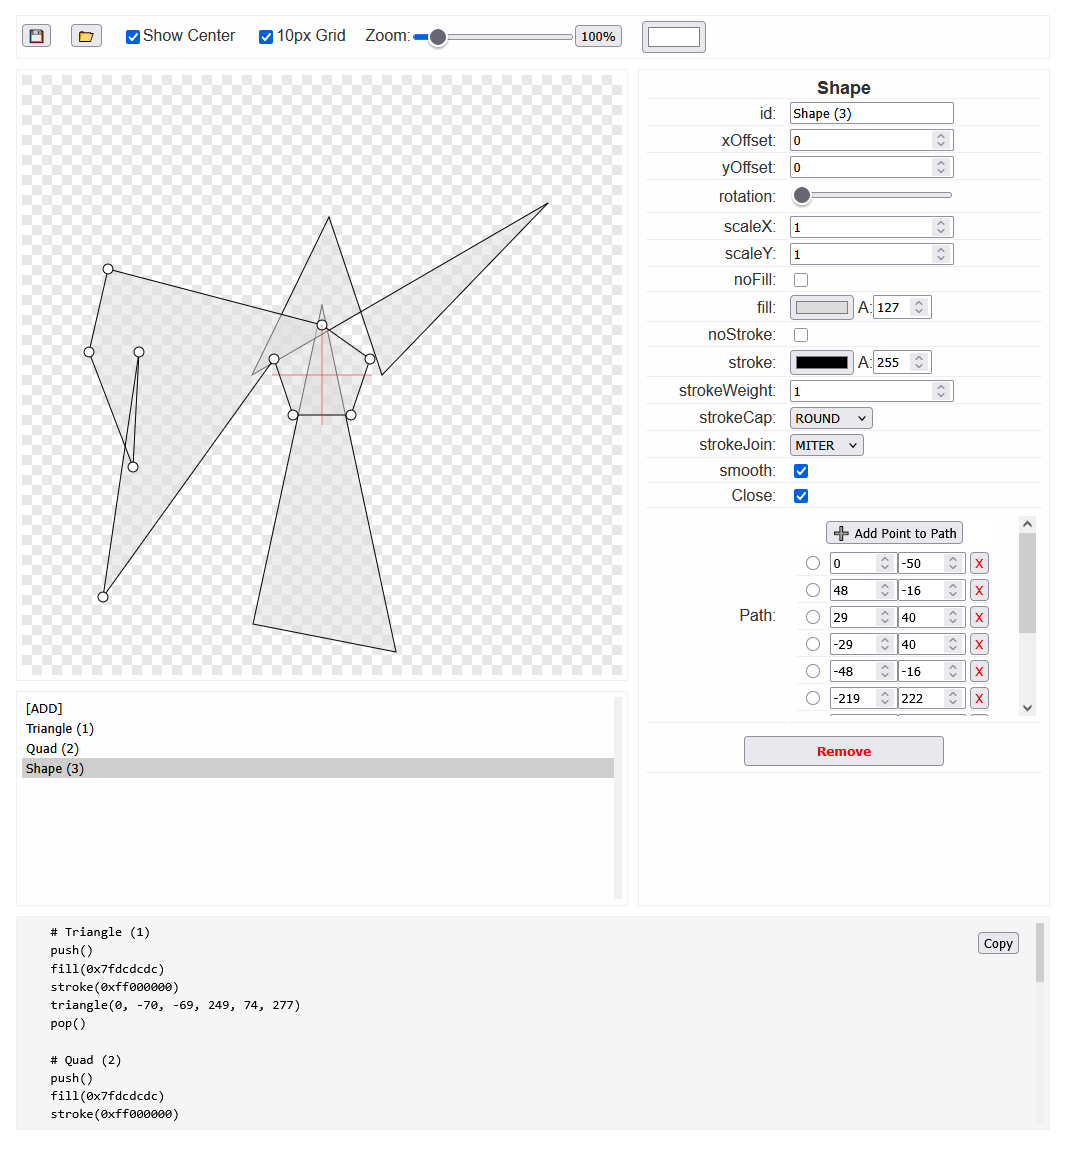 Show Center 10px Grid Zoom: 100%
Shape
id: Shape (3)
xOffset: 0
yOffset: 0
rotation:
scaleX: 1
scaleY: 1
noFill:
fill: A: 127
noStroke:
stroke: A: 255
strokeWeight: 1
strokeCap: ROUND
strokeJoin: MITER
smooth:
Close:
Add Point to Path
0 -50 X
48 -16 X
Path:
29 40 X
-29 40 X
-48 -16 X
-219 222 X
Remove
[ADD]
Triangle (1)
Quad (2)
Shape (3)
Copy
# Triangle (1)
push()
fill(0x7fdcdcdc)
stroke(0xff000000)
triangle(0, -70, -69, 249, 74, 277)
pop()
# Quad (2)
push()
fill(0x7fdcdcdc)
stroke(0xff000000)